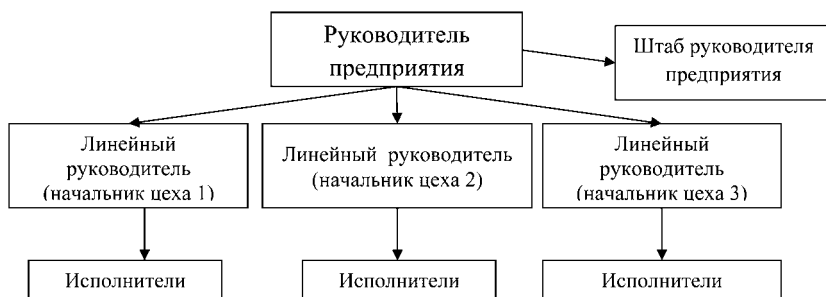 Руководитель
предприятия
Штаб руководителя
предприятия
Линейный
руководитель
(начальник цеха 1)
Линейный руководитель
(начальник цеха 2)
Линейный
руководитель
(начальник цеха 3)
Исполнители
Исполнители
Исполнители